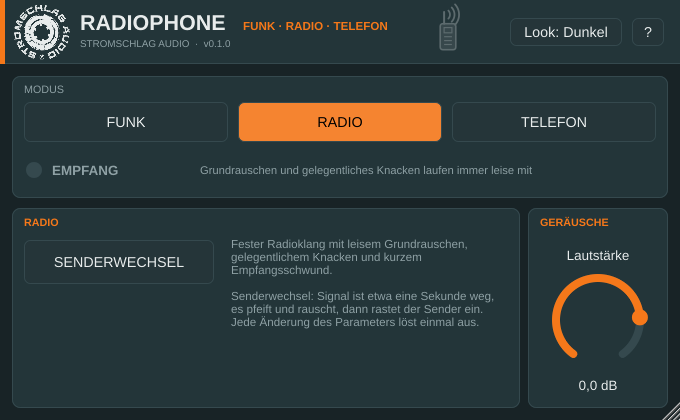 STROMSCHLAG AUDIO
RADIOPHONE
FUNK · RADIO · TELEFON
STROMSCHLAG AUDIO · v0.1.0
Look: Dunkel
?
MODUS
FUNK
RADIO
TELEFON
EMPFANG
Grundrauschen und gelegentliches Knacken laufen immer leise mit
RADIO
SENDERWECHSEL
Fester Radioklang mit leisem Grundrauschen,
gelegentlichem Knacken und kurzem
Empfangsschwund.
Senderwechsel: Signal ist etwa eine Sekunde weg,
es pfeift und rauscht, dann rastet der Sender ein.
Jede Änderung des Parameters löst einmal aus.
GERÄUSCHE
Lautstärke
0,0 dB